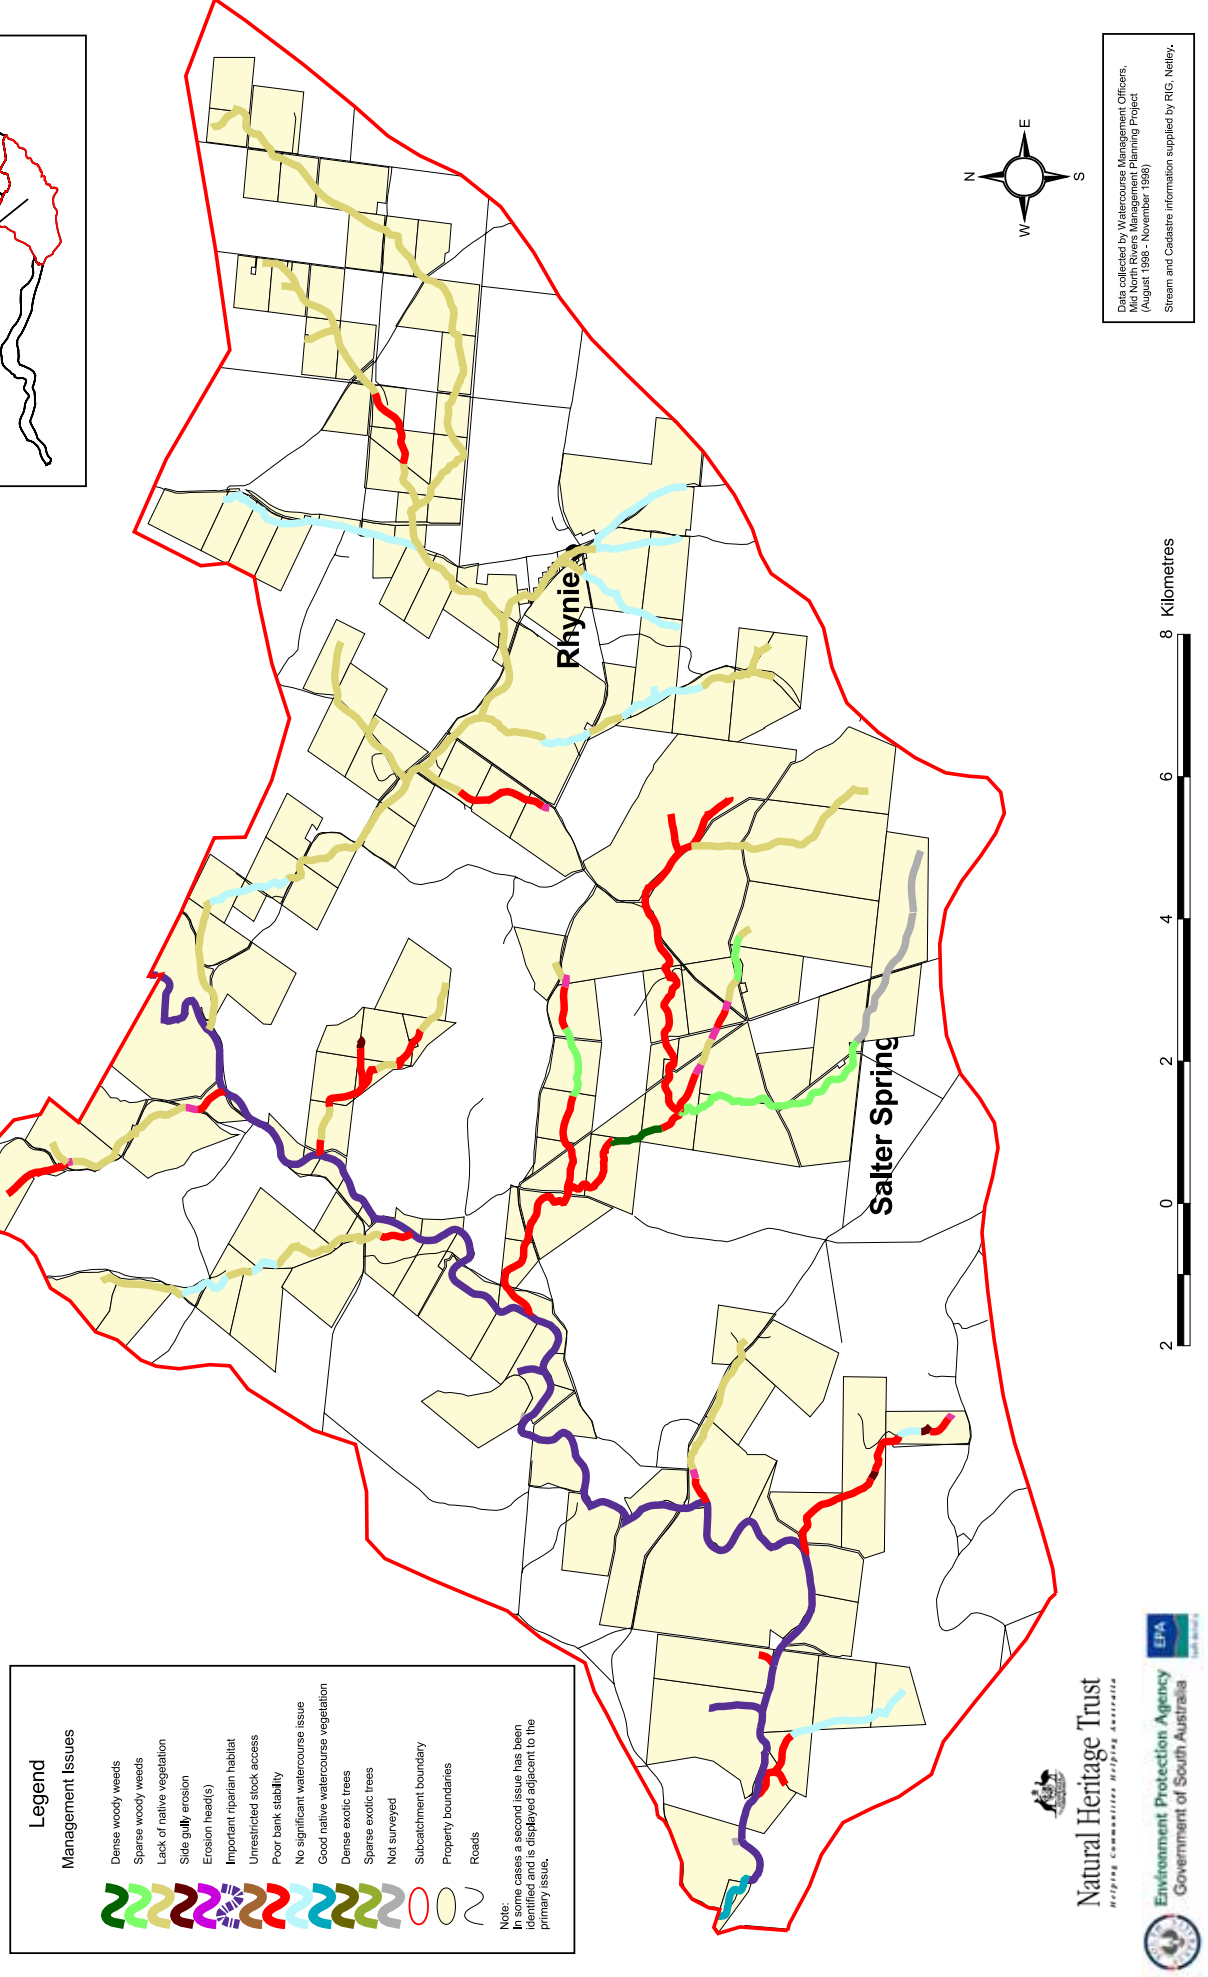 Legend
Management Issues
Dense woody weeds
Sparse woody weeds
Lack of native vegetation
Side gully erosion
Erosion head(s)
Important riparian habitat
Unrestricted stock access
Poor bank stability
No significant watercourse issue
Good native watercourse vegetation
Dense exotic trees
Sparse exotic trees
Not surveyed
Subcatchment boundary
Property boundaries
Roads
Note:
In some cases a second issue has been
identified and is displayed adjacent to the
primary issue.
Rhynie
Salter Spring
N
E
S
W
Data collected by Watercourse Management Officers,
Mid North Rivers Management Planning Project
(August 1998 - November 1998)
Stream and Cadastre information supplied by RIG, Netley.
2 0 2 4 6 8 Kilometres
Natural Heritage Trust
Helping Communities Helping Australia
Environment Protection Agency
Government of South Australia
EPA